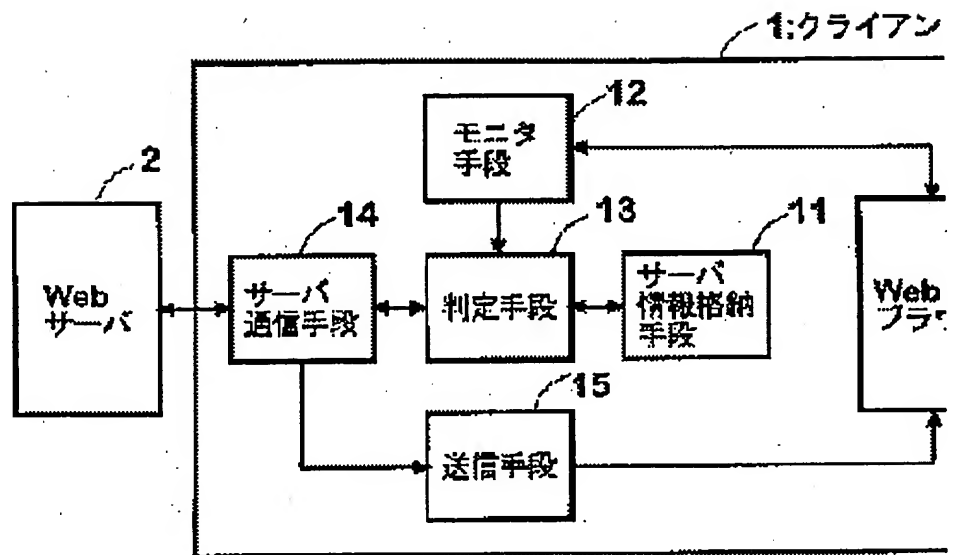 1:クライアン
12
モニタ
手段
2
14
13
11
Web
サーバ
サーバ
通信手段
判定手段
サーバ
情報格納
手段
Web
ブラウ
15
送信手段